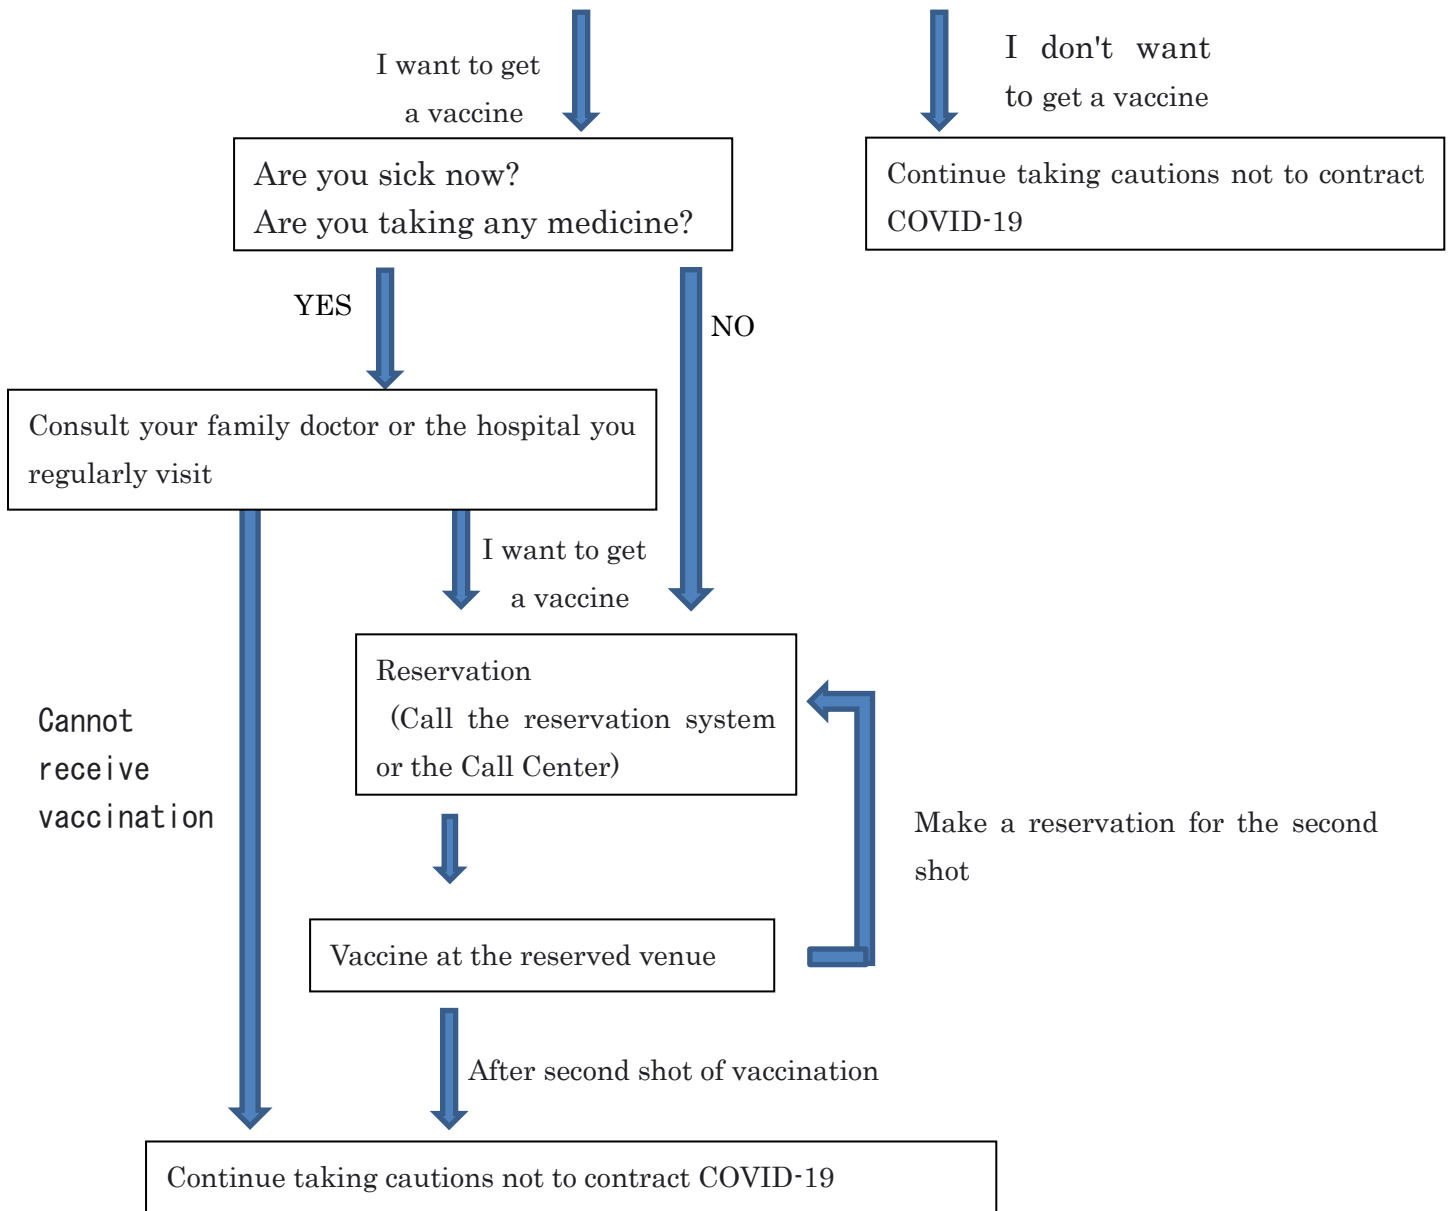 I want to get
a vaccine
I don't want
to get a vaccine
Are you sick now?
Are you taking any medicine?
Continue taking cautions not to contract
COVID-19
YES
NO
Consult your family doctor or the hospital you
regularly visit
I want to get
a vaccine
Reservation
(Call the reservation system
or the Call Center)
Cannot
receive
vaccination
Make a reservation for the second
shot
Vaccine at the reserved venue
After second shot of vaccination
Continue taking cautions not to contract COVID-19